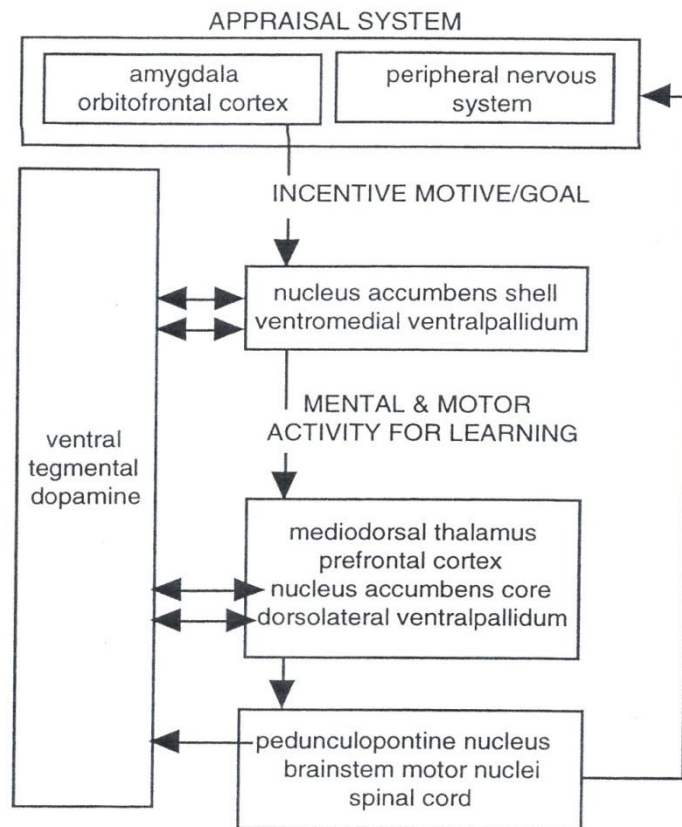 APPRAISAL SYSTEM
amygdala
orbitofrontal cortex
peripheral nervous
system
INCENTIVE MOTIVE/GOAL
nucleus accumbens shell
ventromedial ventralpallidum
MENTAL & MOTOR
ACTIVITY FOR LEARNING
ventral
tegmental
dopamine
mediodorsal thalamus
prefrontal cortex
nucleus accumbens core
dorsolateral ventralpallidum
pedunculopontine nucleus
brainstem motor nuclei
spinal cord